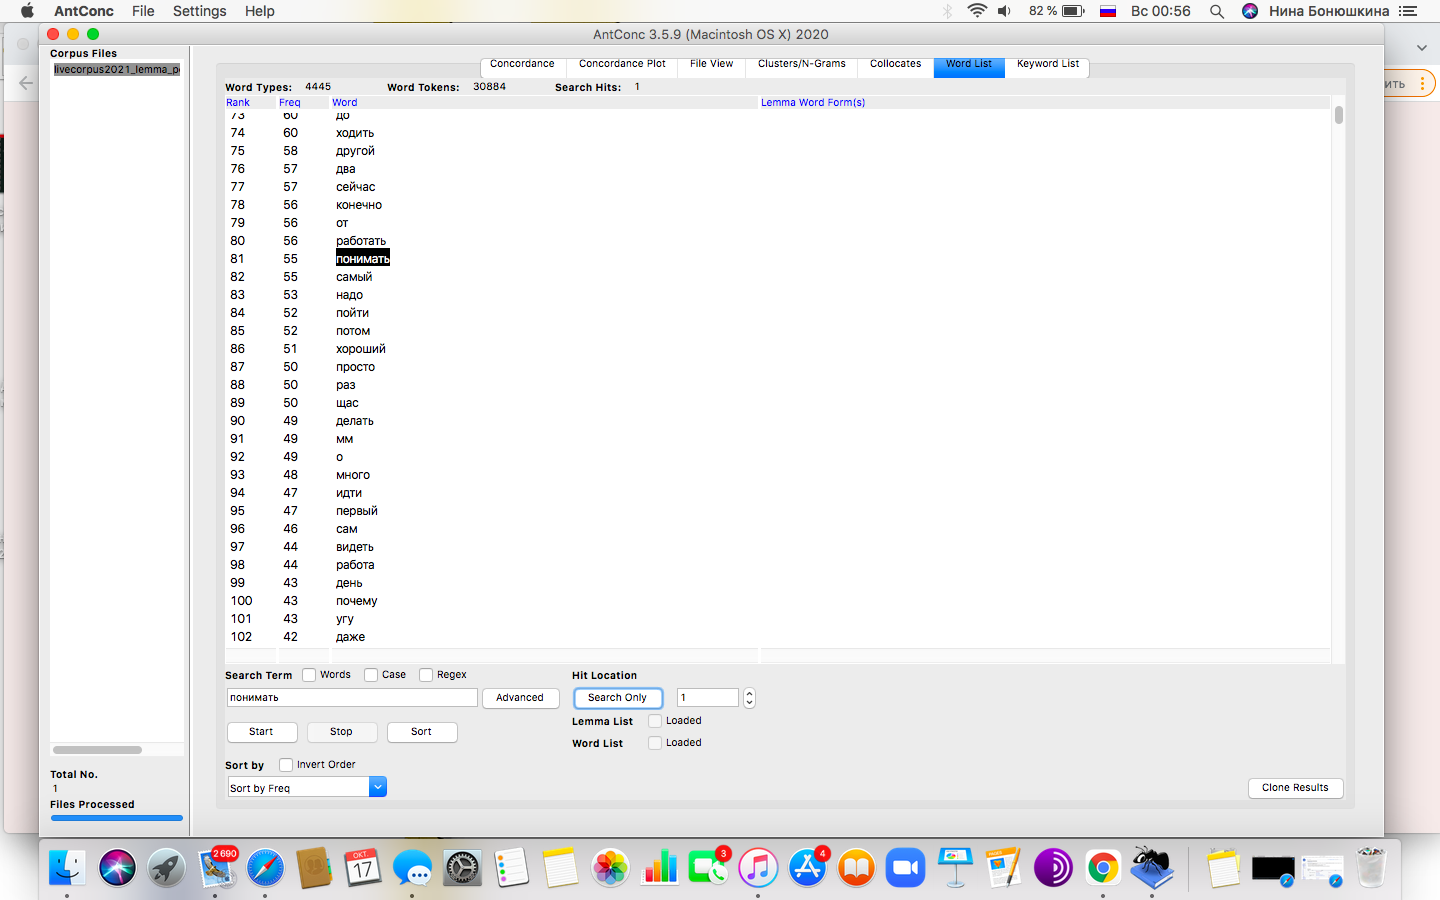 AntConc File Settings Help 82 % Вс 00:56 Нина Бонюшкина
AntConc 3.5.9 (Macintosh OS X) 2020
Corpus Files
livecorpus2021_lemma_p
Concordance Concordance Plot File View Clusters/N-Grams Collocates Word List Keyword List
ить
Word Types: 4445 Word Tokens: 30884 Search Hits: 1
Rank Freq Word Lemma Word Form(s)
73 60 до
74 60 ходить
75 58 другой
76 57 два
77 57 сейчас
78 56 конечно
79 56 от
80 56 работать
81 55 понимать
82 55 самый
83 53 надо
84 52 пойти
85 52 потом
86 51 хороший
87 50 просто
88 50 раз
89 50 щас
90 49 делать
91 49 мм
92 49 о
93 48 много
94 47 идти
95 47 первый
96 46 сам
97 44 видеть
98 44 работа
99 43 день
100 43 почему
101 43 угу
102 42 даже
Search Term Words Case Regex Hit Location
понимать Advanced Search Only 1
Lemma List Loaded
Start Stop Sort
Word List Loaded
Sort by Invert Order
Sort by Freq
Clone Results
Total No.
1
Files Processed
2 690
ОКТ.
17
3
4